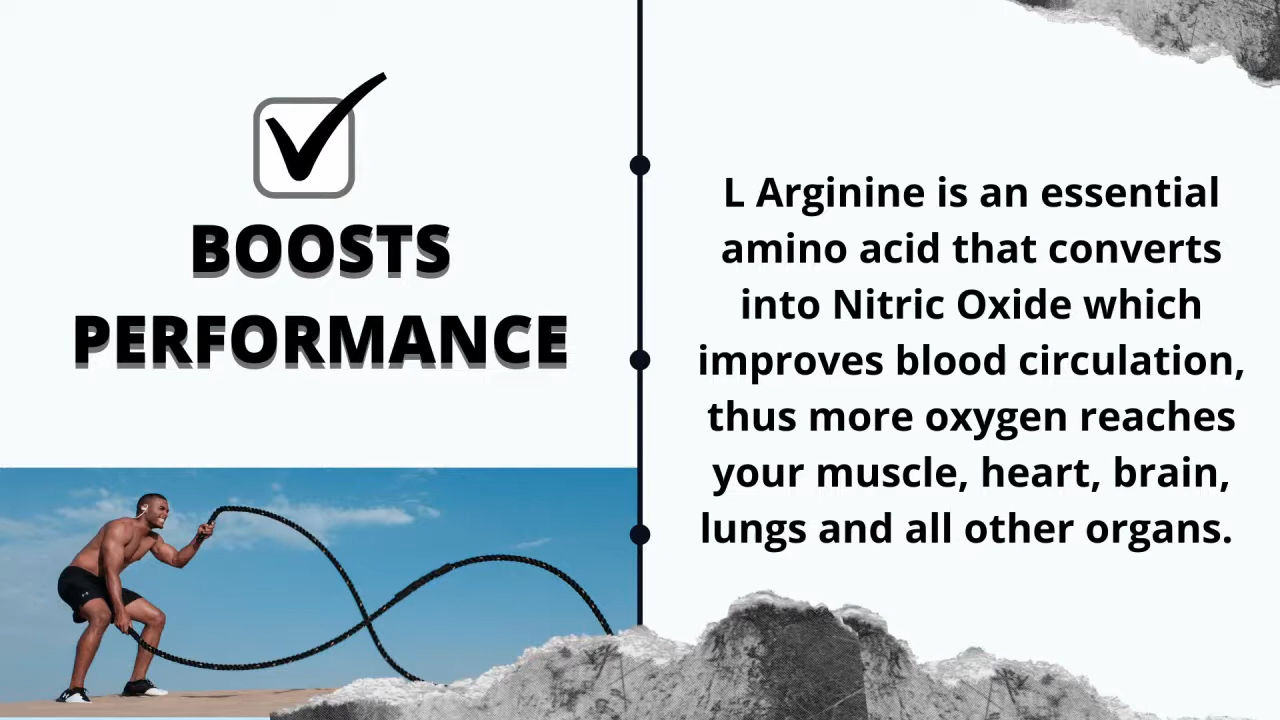 BOOSTS
PERFORMANCE
L Arginine is an essential
amino acid that converts
into Nitric Oxide which
improves blood circulation,
thus more oxygen reaches
your muscle, heart, brain,
lungs and all other organs.